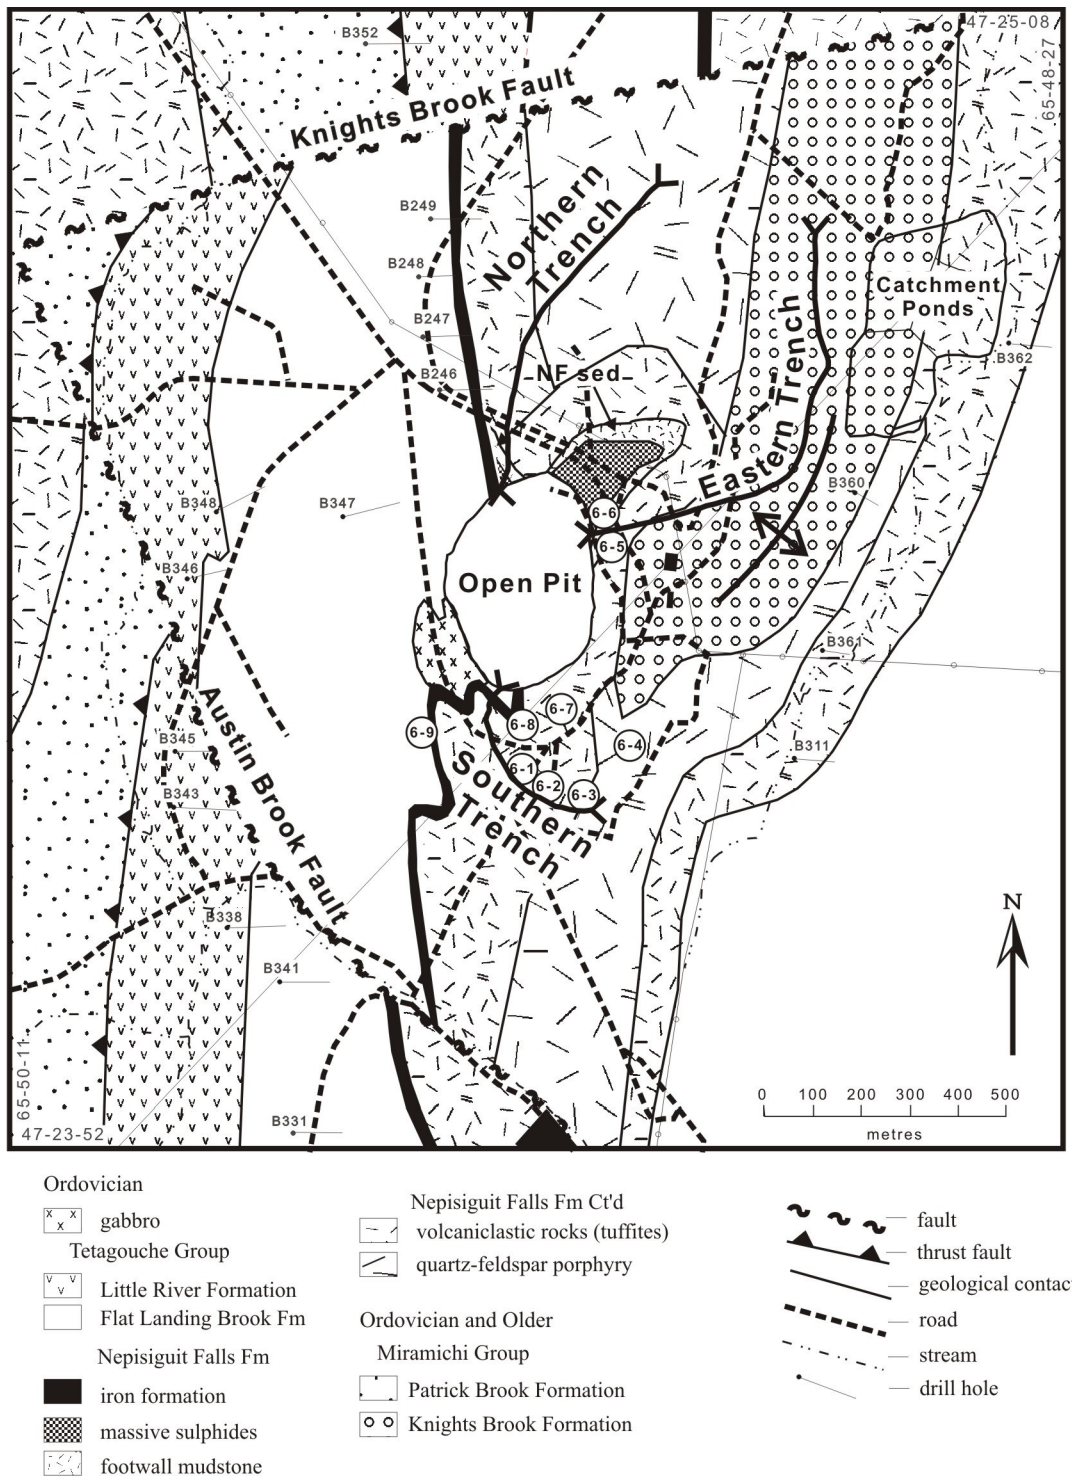 B352
47-25-08
65-48-27
Knights Brook Fault
B249
Northern
Trench
B248
Catchment
Ponds
B247
B362
B246
NF sed
Eastern Trench
B348
B347
B360
6-6
6-5
B346
Open Pit
B361
6-7
6-8
6-9
6-4
B345
B311
6-1
6-2
6-3
B343
Southern
Trench
Austin Brook Fault
B338
N
B341
65-50-11
B331
47-23-52
0 100 200 300 400 500
metres
Ordovician
gabbro
Tetagouche Group
Little River Formation
Flat Landing Brook Fm
Nepisiguit Falls Fm
iron formation
massive sulphides
footwall mudstone
Nepisiguit Falls Fm Ct'd
volcaniclastic rocks (tuffites)
quartz-feldspar porphyry
Ordovician and Older
Miramichi Group
Patrick Brook Formation
Knights Brook Formation
fault
thrust fault
geological contact
road
stream
drill hole